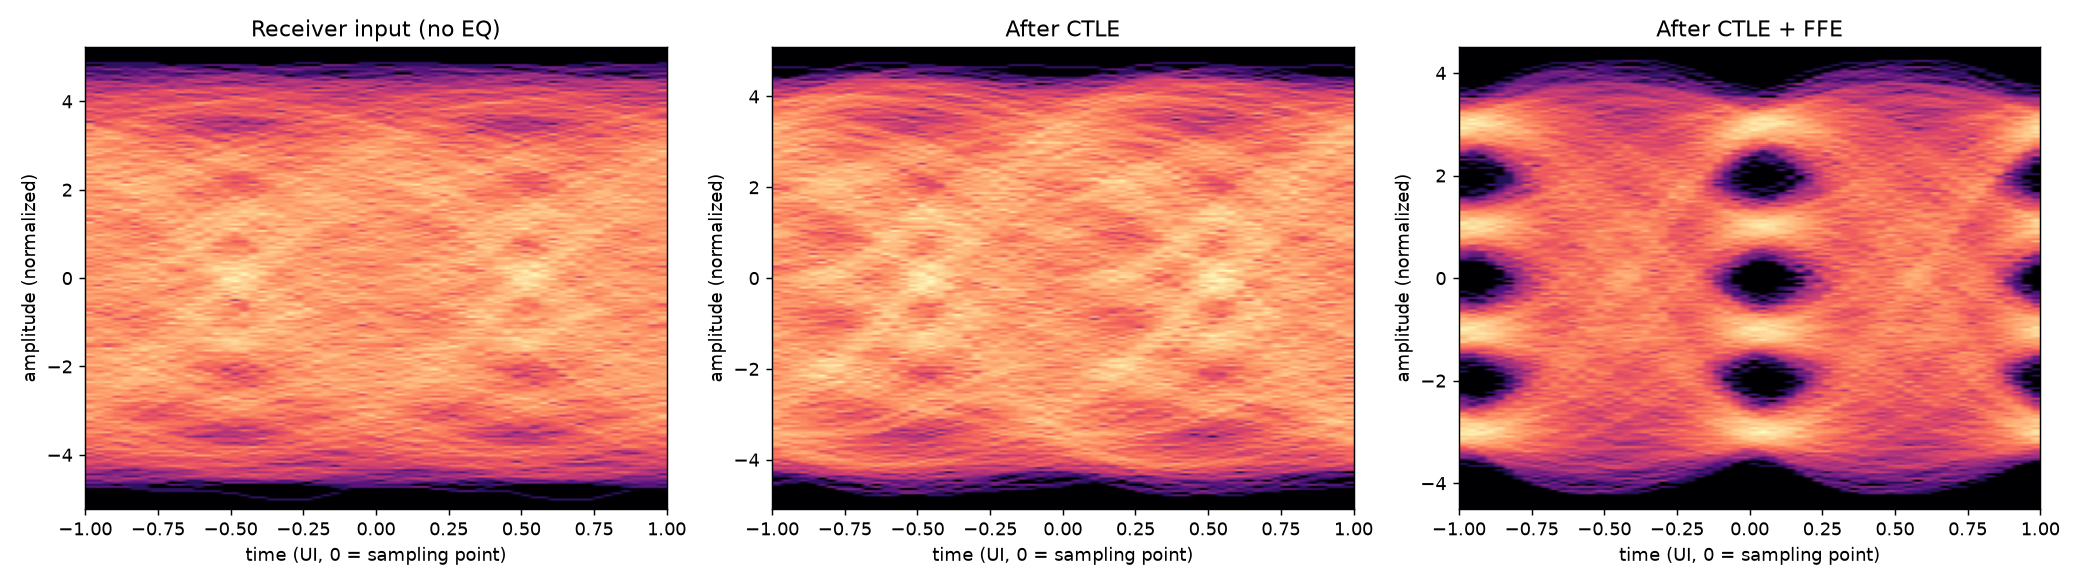 Receiver input (no EQ)
amplitude (normalized)
4
2
0
−2
−4
−1.00 −0.75 −0.50 −0.25 0.00 0.25 0.50 0.75 1.00
time (UI, 0 = sampling point)
After CTLE
amplitude (normalized)
4
2
0
−2
−4
−1.00 −0.75 −0.50 −0.25 0.00 0.25 0.50 0.75 1.00
time (UI, 0 = sampling point)
After CTLE + FFE
amplitude (normalized)
4
2
0
−2
−4
−1.00 −0.75 −0.50 −0.25 0.00 0.25 0.50 0.75 1.00
time (UI, 0 = sampling point)